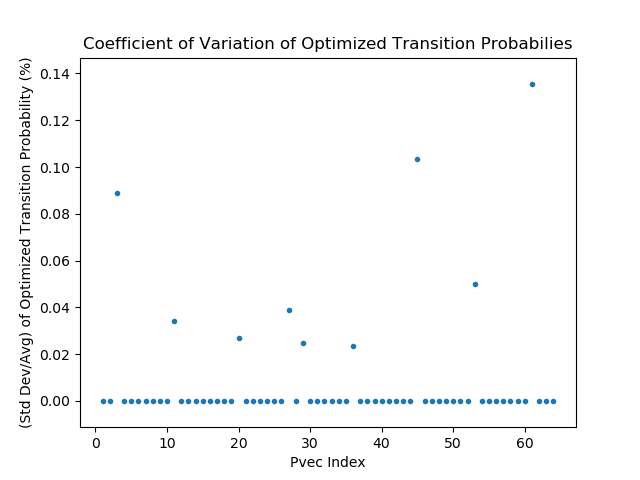 Coefficient of Variation of Optimized Transition Probabilies
(Std Dev/Avg) of Optimized Transition Probability (%)
0.14
0.12
0.10
0.08
0.06
0.04
0.02
0.00
0 10 20 30 40 50 60
Pvec Index